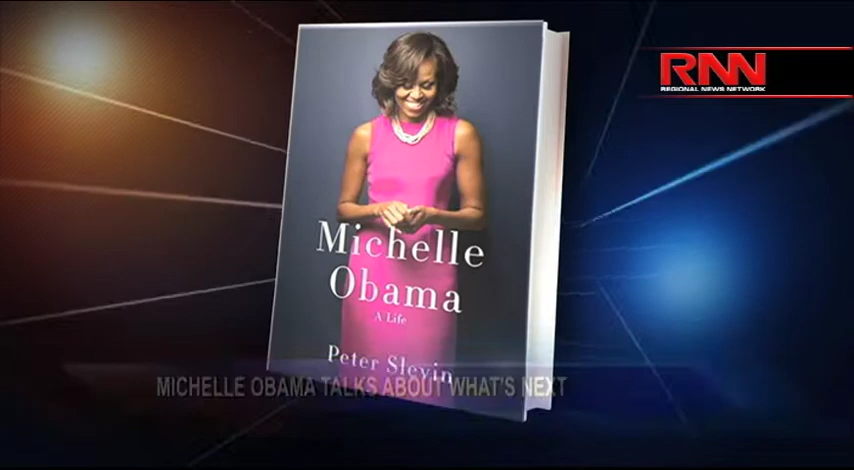 RNN
REGIONAL NEWS NETWORK
Michelle
Obama
A Life
Peter Slevin
MICHELLE OBAMA TALKS ABOUT WHAT'S NEXT